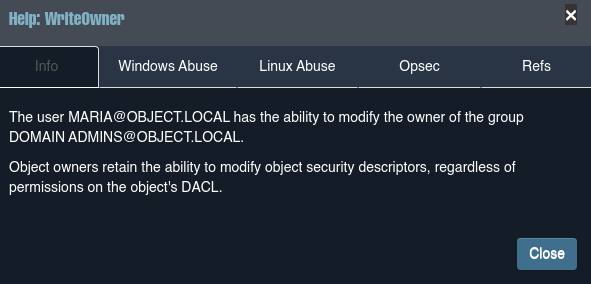 Help: WriteOwner
×
Info
Windows Abuse
Linux Abuse
Opsec
Refs
The user MARIA@OBJECT.LOCAL has the ability to modify the owner of the group
DOMAIN ADMINS@OBJECT.LOCAL.
Object owners retain the ability to modify object security descriptors, regardless of
permissions on the object's DACL.
Close